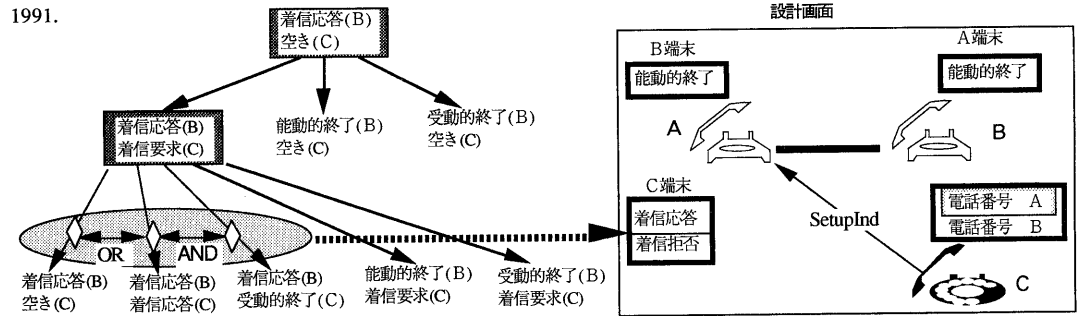 1991.
着信応答(B)
空き(C)
着信応答(B)
着信要求(C)
能動的終了(B)
空き(C)
受動的終了(B)
空き(C)
OR
AND
着信応答(B)
空き(C)
着信応答(B)
着信応答(C)
着信応答(B)
受動的終了(C)
能動的終了(B)
着信要求(C)
受動的終了(B)
着信要求(C)
設計画面
B端末
能動的終了
A端末
能動的終了
A
B
C端末
着信応答
着信拒否
SetupInd
電話番号 A
電話番号 B
C